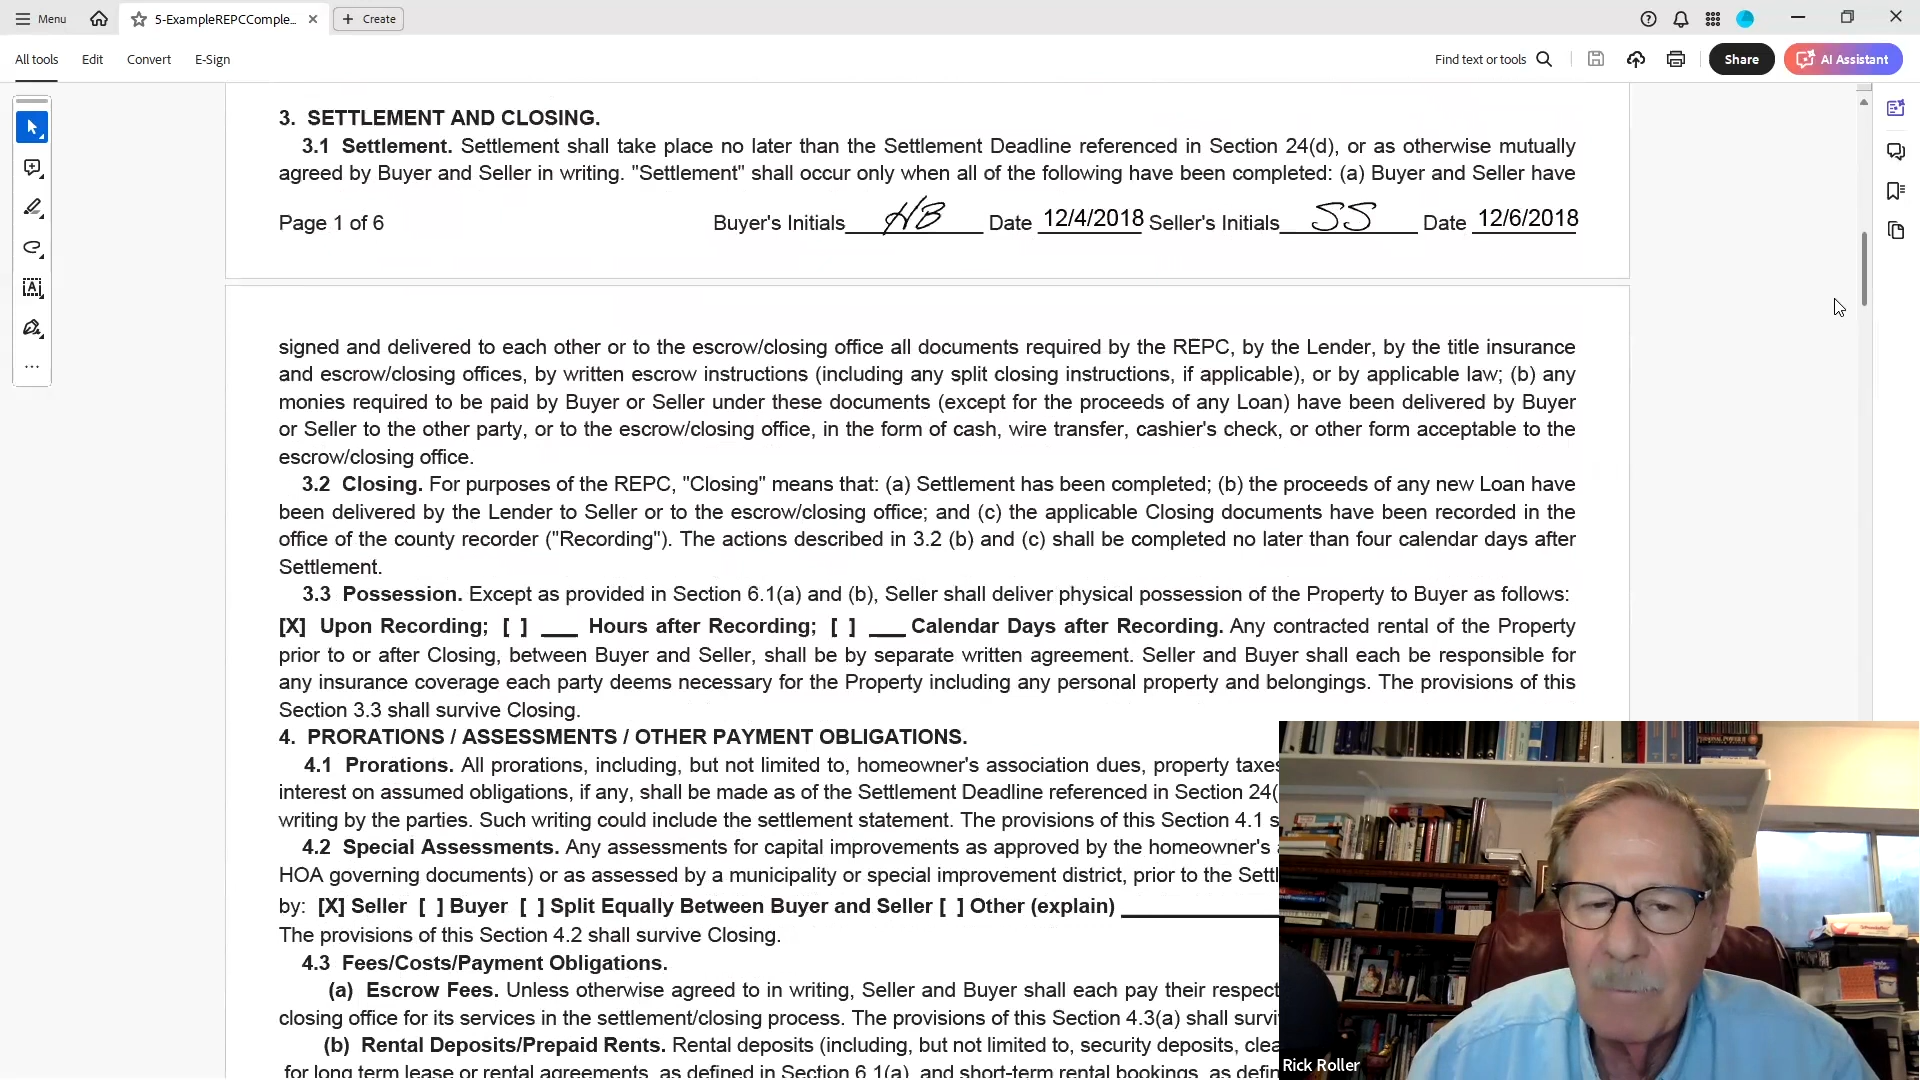 Menu
5-ExampleREPCComple...
Create
All tools
Edit
Convert
E-Sign
Find text or tools
Share
AI Assistant
3. SETTLEMENT AND CLOSING.
3.1 Settlement. Settlement shall take place no later than the Settlement Deadline referenced in Section 24(d), or as otherwise mutually
agreed by Buyer and Seller in writing. "Settlement" shall occur only when all of the following have been completed: (a) Buyer and Seller have
Page 1 of 6 Buyer's Initials HB Date 12/4/2018 Seller's Initials SS Date 12/6/2018
signed and delivered to each other or to the escrow/closing office all documents required by the REPC, by the Lender, by the title insurance
and escrow/closing offices, by written escrow instructions (including any split closing instructions, if applicable), or by applicable law; (b) any
monies required to be paid by Buyer or Seller under these documents (except for the proceeds of any Loan) have been delivered by Buyer
or Seller to the other party, or to the escrow/closing office, in the form of cash, wire transfer, cashier's check, or other form acceptable to the
escrow/closing office.
3.2 Closing. For purposes of the REPC, "Closing" means that: (a) Settlement has been completed; (b) the proceeds of any new Loan have
been delivered by the Lender to Seller or to the escrow/closing office; and (c) the applicable Closing documents have been recorded in the
office of the county recorder ("Recording"). The actions described in 3.2 (b) and (c) shall be completed no later than four calendar days after
Settlement.
3.3 Possession. Except as provided in Section 6.1(a) and (b), Seller shall deliver physical possession of the Property to Buyer as follows:
[X] Upon Recording; [ ] ___ Hours after Recording; [ ] ___ Calendar Days after Recording. Any contracted rental of the Property
prior to or after Closing, between Buyer and Seller, shall be by separate written agreement. Seller and Buyer shall each be responsible for
any insurance coverage each party deems necessary for the Property including any personal property and belongings. The provisions of this
Section 3.3 shall survive Closing.
4. PRORATIONS / ASSESSMENTS / OTHER PAYMENT OBLIGATIONS.
4.1 Prorations. All prorations, including, but not limited to, homeowner's association dues, property taxes
interest on assumed obligations, if any, shall be made as of the Settlement Deadline referenced in Section 24(
writing by the parties. Such writing could include the settlement statement. The provisions of this Section 4.1 s
4.2 Special Assessments. Any assessments for capital improvements as approved by the homeowner's
HOA governing documents) or as assessed by a municipality or special improvement district, prior to the Settl
by: [X] Seller [ ] Buyer [ ] Split Equally Between Buyer and Seller [ ] Other (explain) ____________
The provisions of this Section 4.2 shall survive Closing.
4.3 Fees/Costs/Payment Obligations.
(a) Escrow Fees. Unless otherwise agreed to in writing, Seller and Buyer shall each pay their respect
closing office for its services in the settlement/closing process. The provisions of this Section 4.3(a) shall survi
(b) Rental Deposits/Prepaid Rents. Rental deposits (including, but not limited to, security deposits, clea
for long term lease or rental agreements, as defined in Section 6.1(a), and short-term rental bookings, as defin
Rick Roller